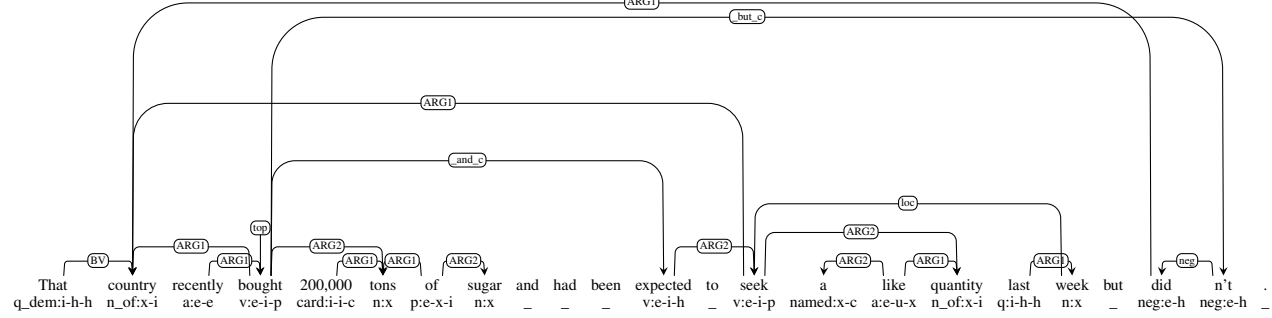 ARG1
_but_c
ARG1
_and_c
loc
top
ARG2
ARG1 ARG2 ARG2
BV ARG1 ARG1 ARG1 ARG2 ARG2 ARG1 ARG1 neg
That country recently bought 200,000 tons of sugar and had been expected to seek a like quantity last week but did n't .
q_dem:i-h-h n_of:x-i a:e-e v:e-i-p card:i-i-c n:x p:e-x-i n:x _ _ _ v:e-i-h _ v:e-i-p named:x-c a:e-u-x n_of:x-i q:i-h-h n:x _ neg:e-h neg:e-h _